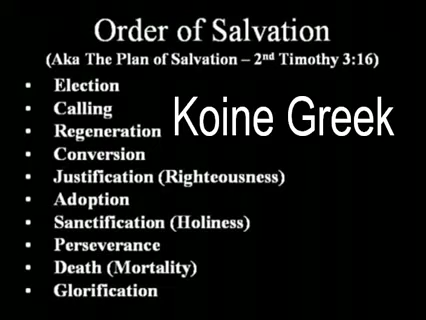 Order of Salvation
(Aka The Plan of Salvation – 2nd Timothy 3:16)
• Election
• Calling
Koine Greek
• Regeneration
• Conversion
• Justification (Righteousness)
• Adoption
• Sanctification (Holiness)
• Perseverance
• Death (Mortality)
• Glorification